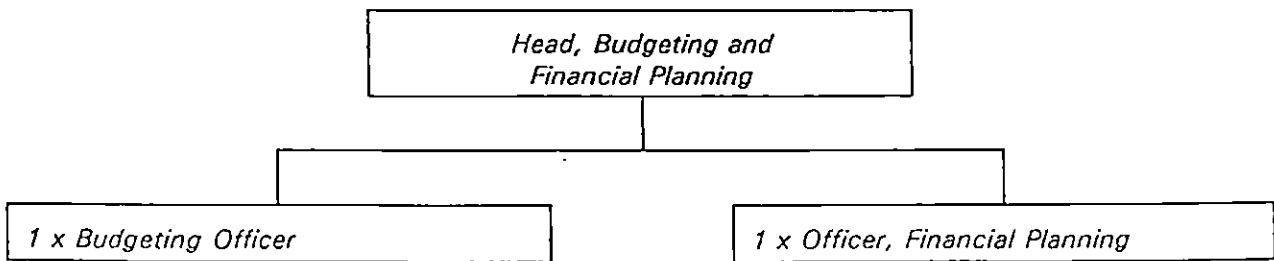 Head, Budgeting and
Financial Planning
1 x Budgeting Officer
1 x Officer, Financial Planning